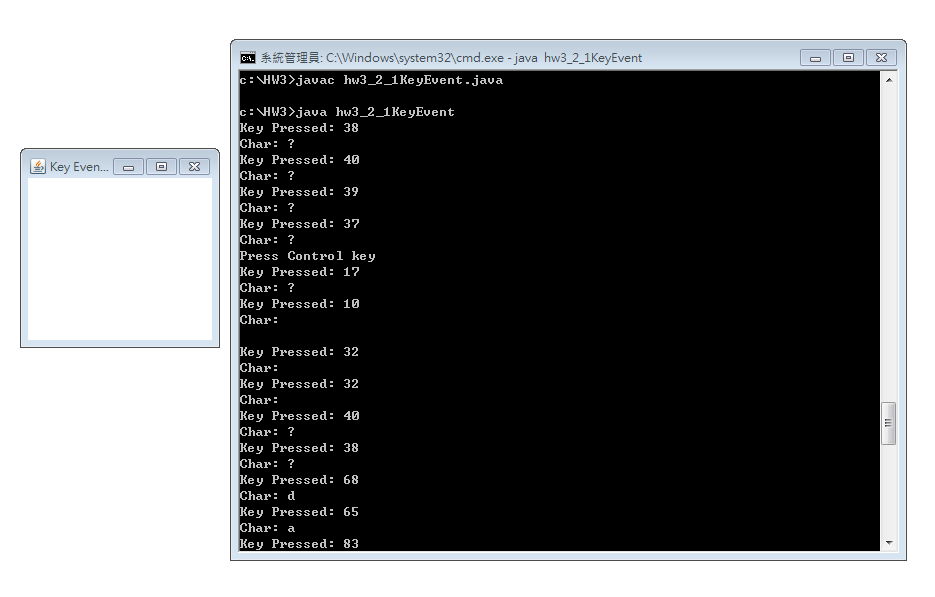 Key Even...
系統管理員: C:\Windows\system32\cmd.exe - java hw3_2_1KeyEvent
c:\HW3>javac hw3_2_1KeyEvent.java
c:\HW3>java hw3_2_1KeyEvent
Key Pressed: 38
Char: ?
Key Pressed: 40
Char: ?
Key Pressed: 39
Char: ?
Key Pressed: 37
Char: ?
Press Control key
Key Pressed: 17
Char: ?
Key Pressed: 10
Char:
Key Pressed: 32
Char:
Key Pressed: 32
Char:
Key Pressed: 40
Char: ?
Key Pressed: 38
Char: ?
Key Pressed: 68
Char: d
Key Pressed: 65
Char: a
Key Pressed: 83